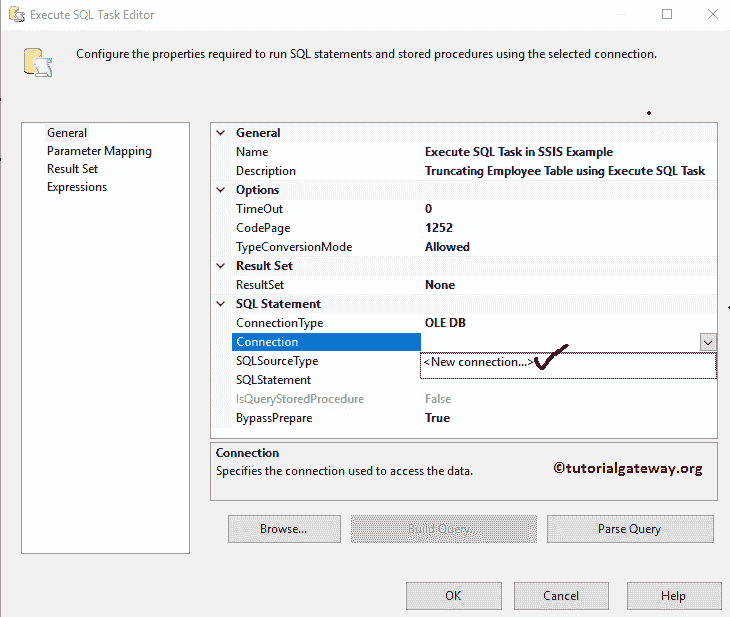 Execute SQL Task Editor
Configure the properties required to run SQL statements and stored procedures using the selected connection.
General
Parameter Mapping
Result Set
Expressions
General
Name Execute SQL Task in SSIS Example
Description Truncating Employee Table using Execute SQL Task
Options
TimeOut 0
CodePage 1252
TypeConversionMode Allowed
Result Set
ResultSet None
SQL Statement
ConnectionType OLE DB
Connection
SQLSourceType <New connection...>
SQLStatement
IsQueryStoredProcedure False
BypassPrepare True
Connection
Specifies the connection used to access the data.
©tutorialgateway.org
Browse... Build Query... Parse Query
OK Cancel Help